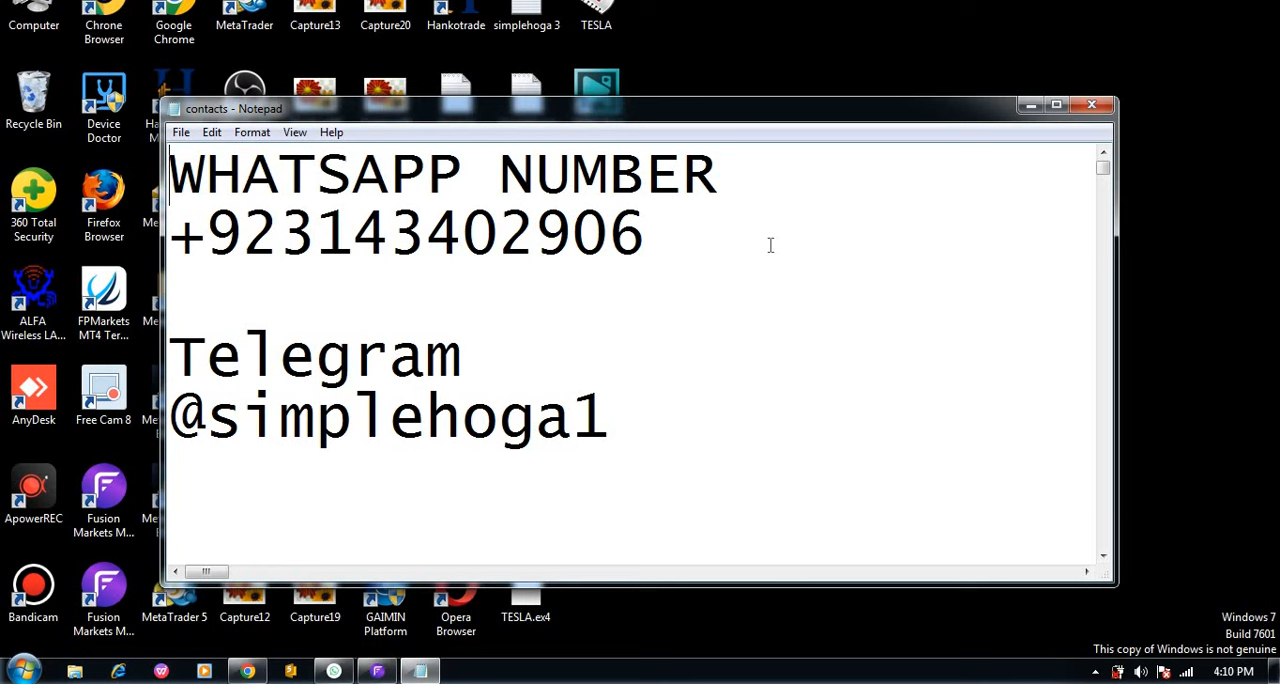 Computer
Chrome Browser
Google Chrome
MetaTrader
Capture13
Capture20
Hankotrade
simplehoga 3
TESLA
Recycle Bin
Device Doctor
contacts - Notepad
File Edit Format View Help
WHATSAPP NUMBER
+923143402906
Telegram
@simplehoga1
360 Total Security
Firefox Browser
ALFA Wireless LA...
FPMarkets MT4 Ter...
AnyDesk
Free Cam 8
ApowerREC
Fusion Markets M...
Bandicam
Fusion Markets M...
MetaTrader 5
Capture12
Capture19
GAIMIN Platform
Opera Browser
TESLA.ex4
Windows 7
Build 7601
This copy of Windows is not genuine
4:10 PM